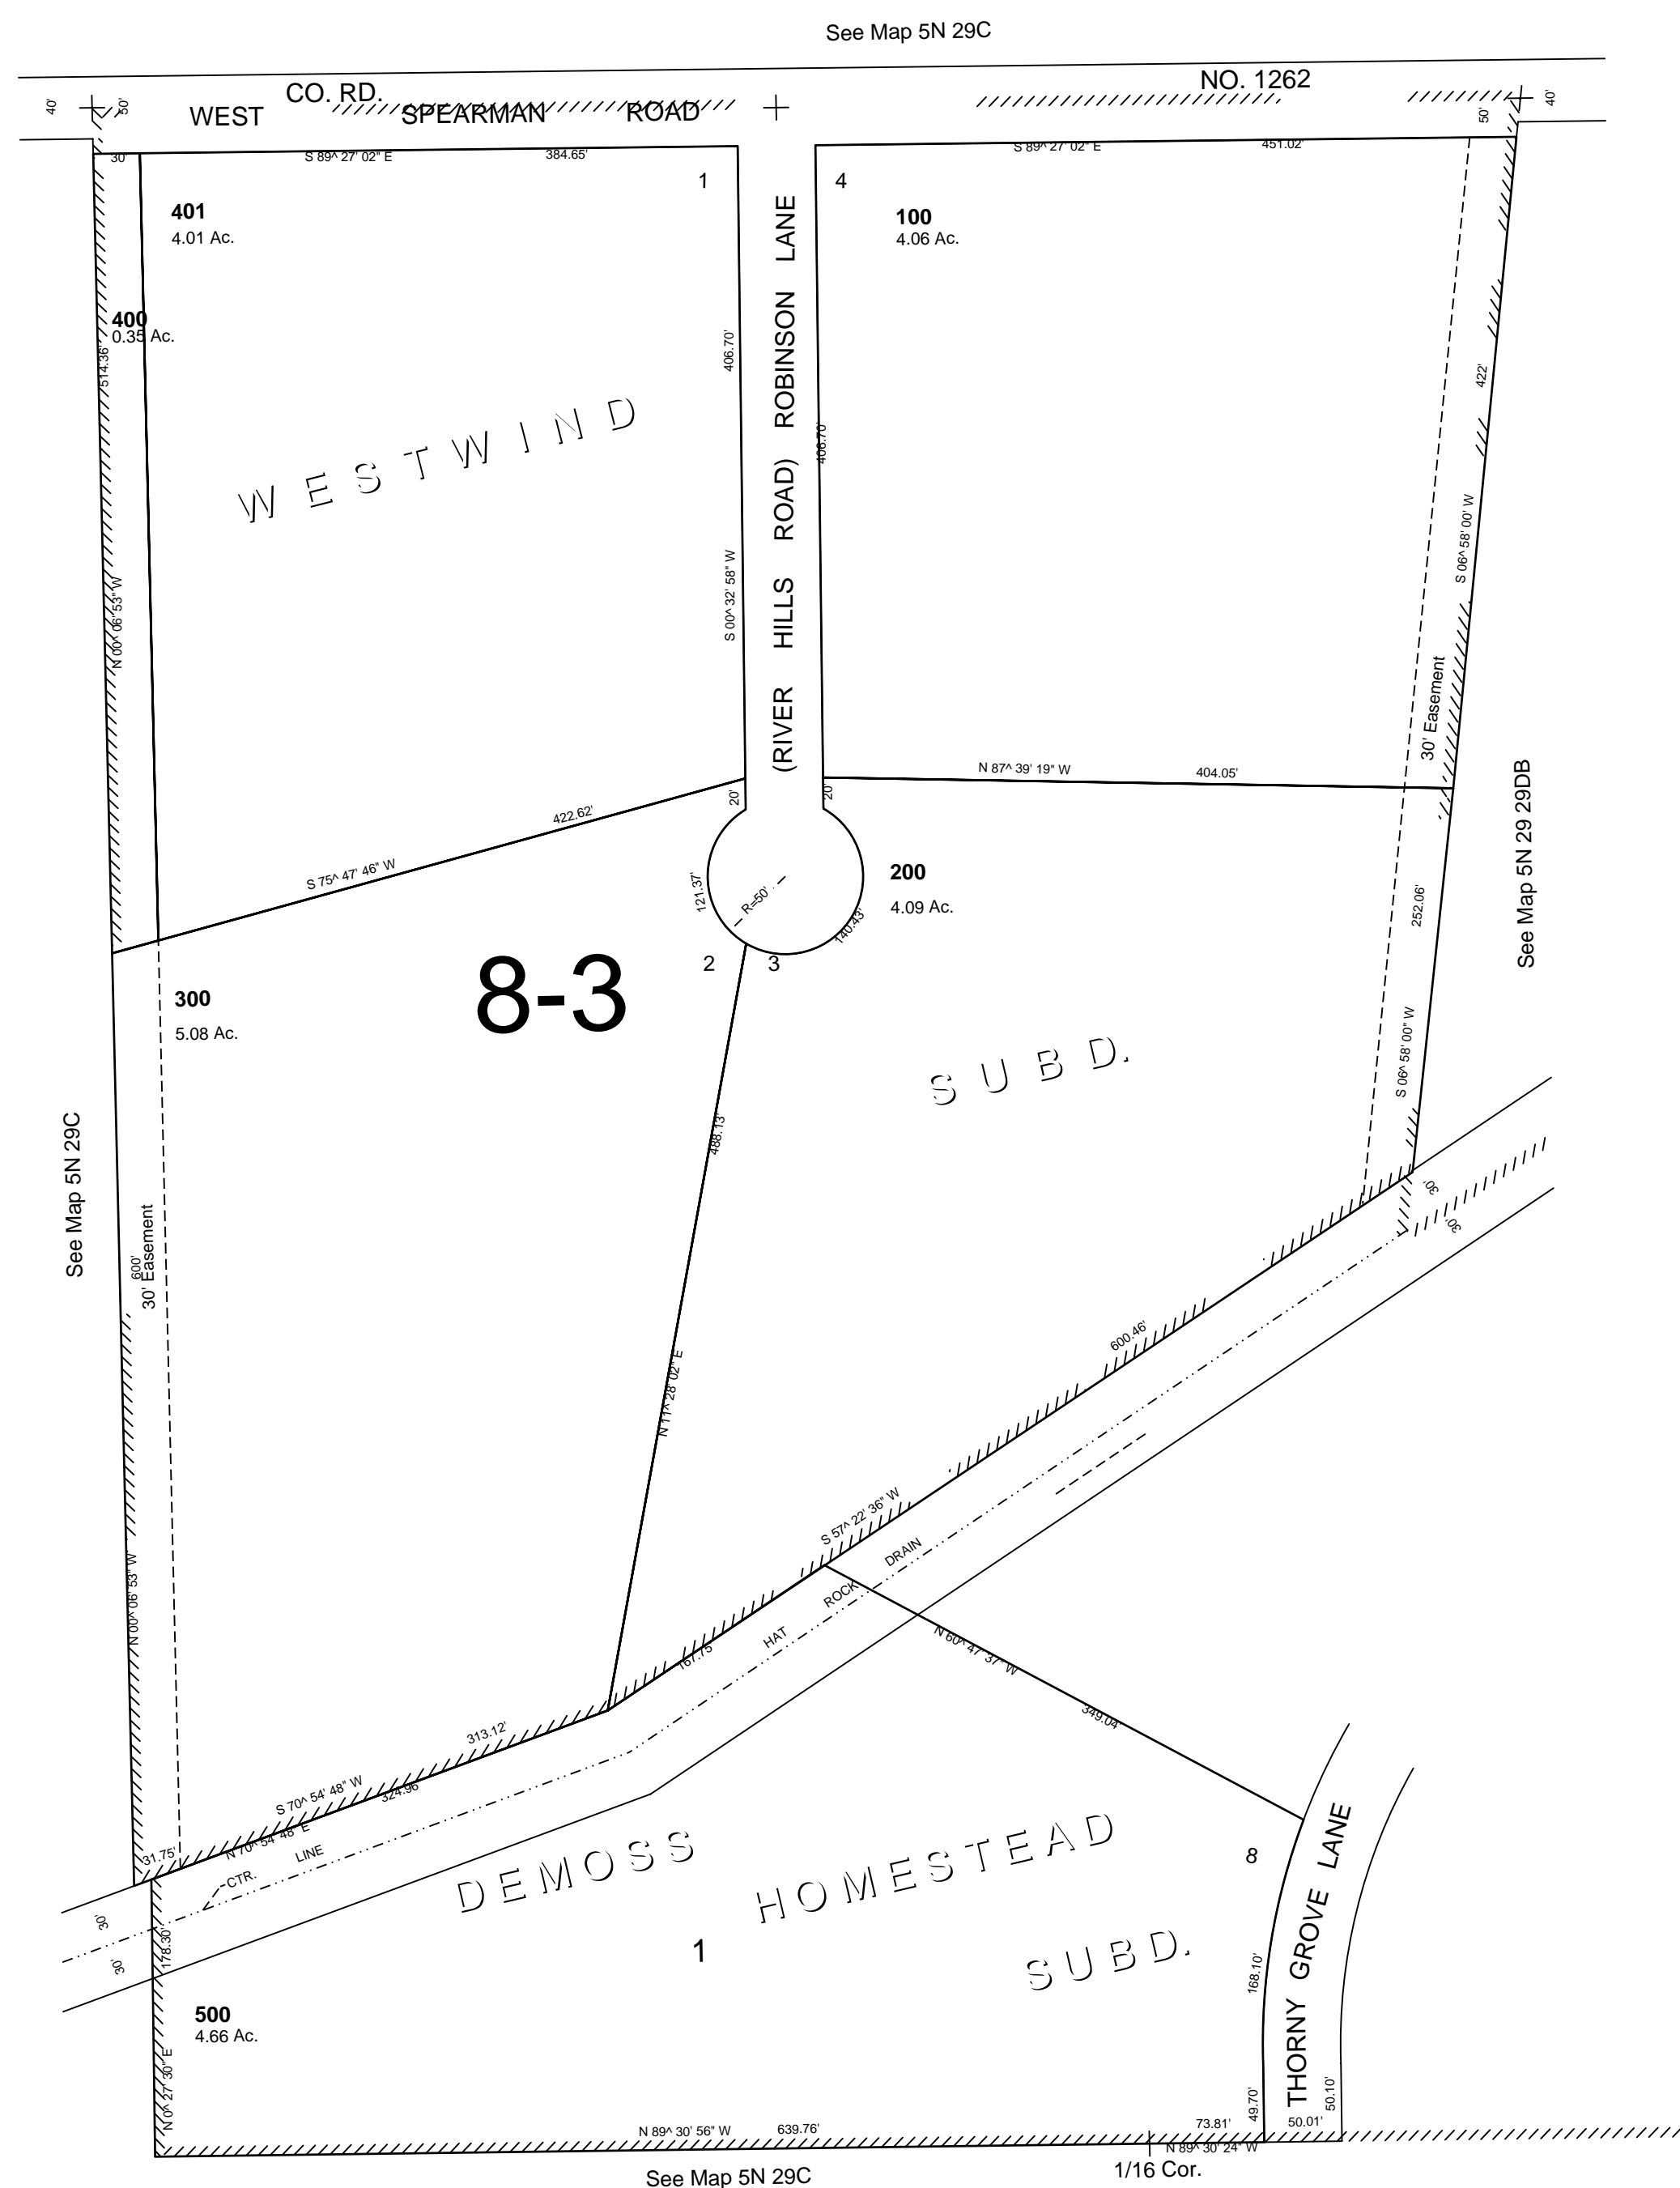 See Map 5N 29C
CO. RD.
NO. 1262
WEST SPEARMAN ROAD
40'
50'
50'
40'
30'
S 89^ 27' 02" E
384.65'
S 89^ 27' 02" E
451.02'
1
4
401
4.01 Ac.
100
4.06 Ac.
400
0.35 Ac.
514.36'
N 00^ 06' 53" W
406.70'
S 00^ 32' 58" W
406.70'
(RIVER HILLS ROAD) ROBINSON LANE
422'
S 06^ 58' 00" W
30' Easement
WESTWIND
N 87^ 39' 19" W
404.05'
20'
20'
422.62'
S 75^ 47' 46" W
121.37'
R=50'
140.43'
200
4.09 Ac.
252.06'
See Map 5N 29 29DB
2
3
8-3
300
5.08 Ac.
SUBD.
S 06^ 58' 00" W
488.13'
See Map 5N 29C
600'
30' Easement
30'
30'
N 11^ 28' 02" E
600.46'
S 57^ 22' 36" W
N 00^ 06' 53" W
167.75'
HAT ROCK DRAIN
N 60^ 47' 37" W
349.04'
313.12'
S 70^ 54' 48" W
324.96'
N 70^ 54' 48" E
31.75'
CTR. LINE
30'
30'
178.30'
DEMOSS HOMESTEAD
SUBD.
8
1
THORNY GROVE LANE
168.10'
500
4.66 Ac.
N 0^ 27' 30" E
49.70'
50.10'
N 89^ 30' 56" W
639.76'
73.81'
50.01'
N 89^ 30' 24" W
See Map 5N 29C
1/16 Cor.